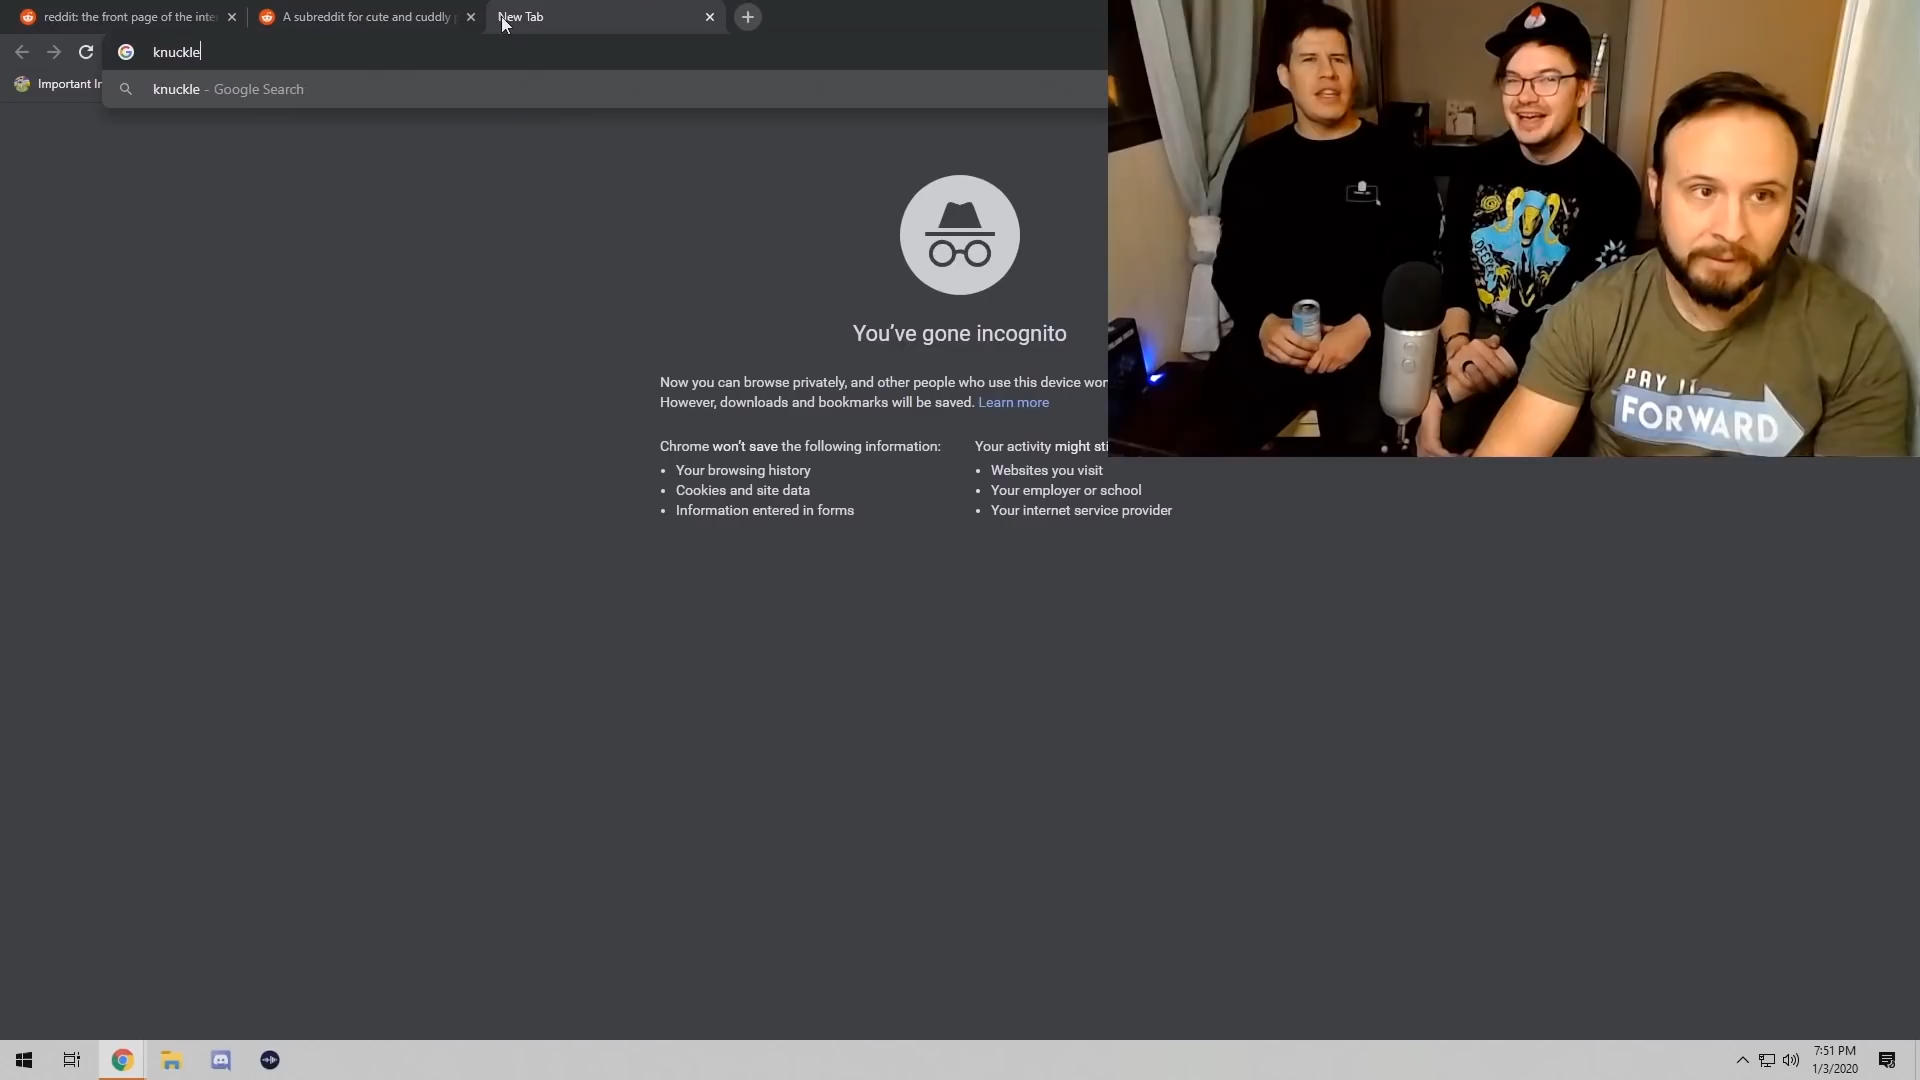 reddit: the front page of the inter
A subreddit for cute and cuddly
New Tab
knuckle
Important In
knuckle - Google Search
You've gone incognito
Now you can browse privately, and other people who use this device won
However, downloads and bookmarks will be saved. Learn more
Chrome won't save the following information:
Your browsing history
Cookies and site data
Information entered in forms
Your activity might sti
Websites you visit
Your employer or school
Your internet service provider
PAY IT
FORWARD
7:51 PM
1/3/2020